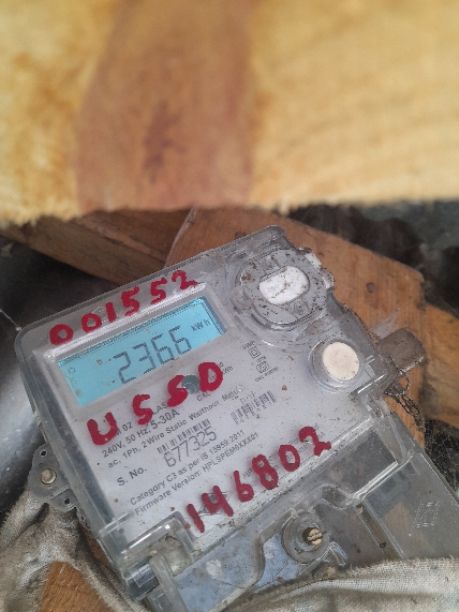 001552
2366 kWh
USSD
240V, 50 Hz, 5-30A
ac, 1Ph, 2 Wire Static Watthour Meter
S. No. 677325
Category C3 as per IS 15959:2011
146802